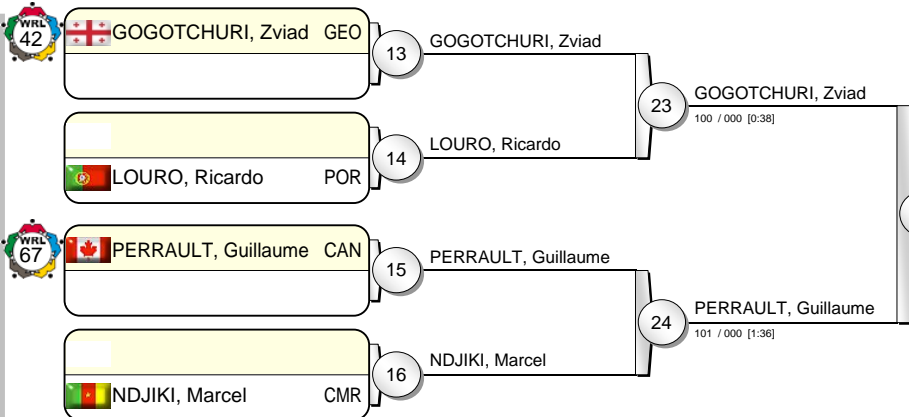 WRL
42
GOGOTCHURI, Zviad GEO
13
GOGOTCHURI, Zviad
23
GOGOTCHURI, Zviad
100 / 000 [0:38]
14
LOURO, Ricardo
LOURO, Ricardo POR
WRL
67
PERRAULT, Guillaume CAN
15
PERRAULT, Guillaume
24
PERRAULT, Guillaume
101 / 000 [1:36]
16
NDJIKI, Marcel
NDJIKI, Marcel CMR